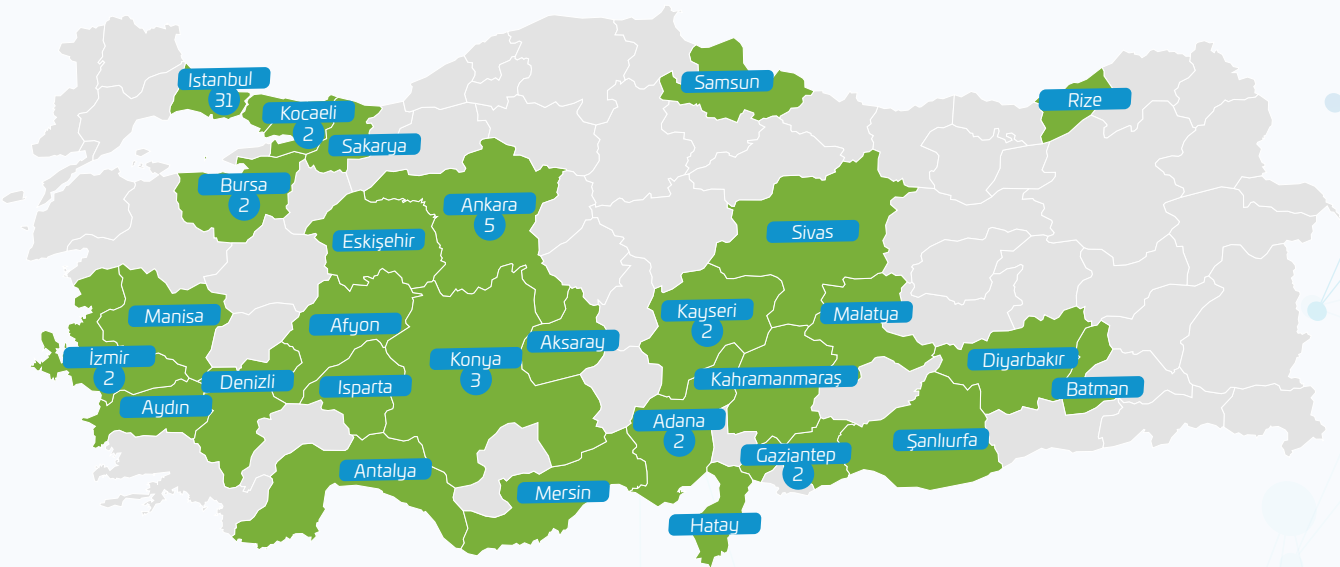 Istanbul
31
Samsun
Rize
Kocaeli
2
Sakarya
Bursa
2
Ankara
5
Eskişehir
Sivas
Manisa
Afyon
Kayseri
2
Malatya
Aksaray
İzmir
2
Konya
3
Diyarbakır
Denizli
Isparta
Kahramanmaraş
Batman
Aydın
Adana
2
Şanlıurfa
Gaziantep
2
Antalya
Mersin
Hatay